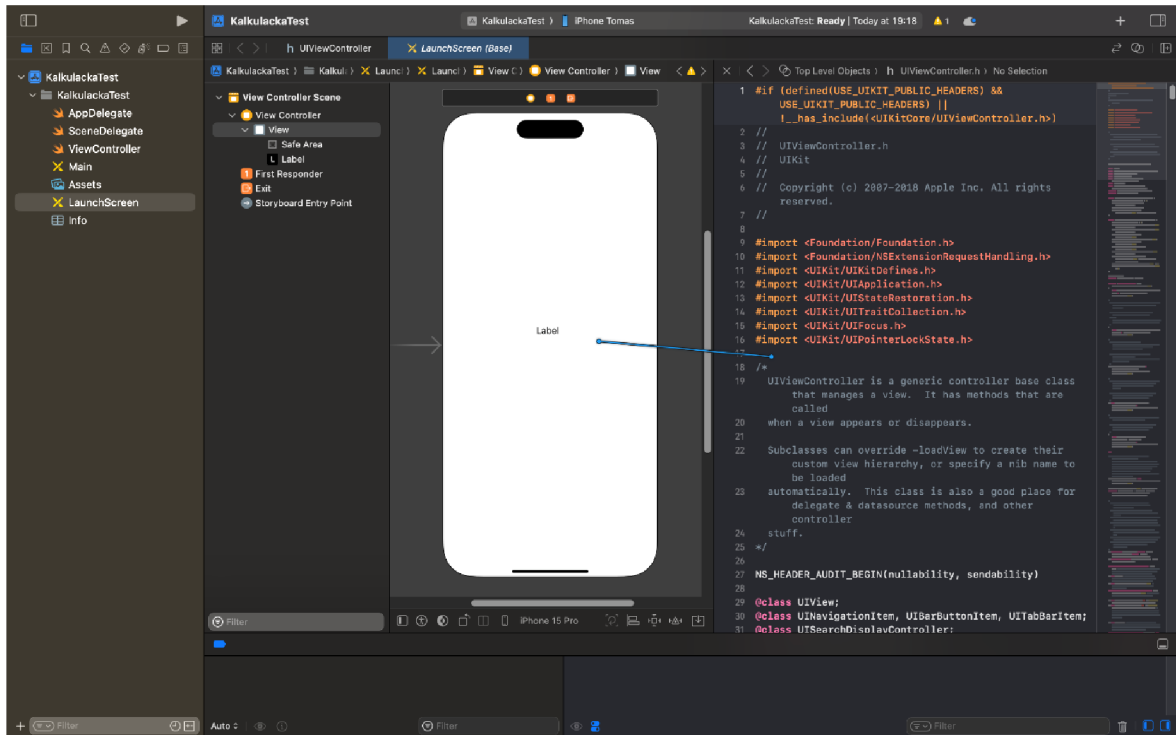 KalkulackaTest
KalkulackaTest
iPhone Tomas
KalkulackaTest: Ready | Today at 19:18
1
h UIViewController
LaunchScreen (Base)
KalkulackaTest
Launc
Launcl
View C
View Controller
View
Top Level Objects
h UIViewController.h
No Selection
KalkulackaTest
KalkulackaTest
AppDelegate
SceneDelegate
ViewController
Main
Assets
LaunchScreen
Info
View Controller Scene
View Controller
View
Safe Area
L Label
1 First Responder
Exit
Storyboard Entry Point
Label
1 #if (defined(USE_UIKIT_PUBLIC_HEADERS) &&
USE_UIKIT_PUBLIC_HEADERS) ||
!__has_include(<UIKitCore/UIViewController.h>)
2 //
3 //  UIViewController.h
4 //  UIKit
5 //
6 //  Copyright (c) 2007-2018 Apple Inc. All rights
reserved.
7 //
8
9 #import <Foundation/Foundation.h>
10 #import <Foundation/NSExtensionRequestHandling.h>
11 #import <UIKit/UIKitDefines.h>
12 #import <UIKit/UIApplication.h>
13 #import <UIKit/UIStateRestoration.h>
14 #import <UIKit/UITraitCollection.h>
15 #import <UIKit/UIFocus.h>
16 #import <UIKit/UIPointerLockState.h>
17
18 /*
19 UIViewController is a generic controller base class
that manages a view.  It has methods that are
called
20 when a view appears or disappears.
21
22 Subclasses can override -loadView to create their
custom view hierarchy, or specify a nib name to
be loaded
23 automatically.  This class is also a good place for
delegate & datasource methods, and other
controller
24 stuff.
25 */
26
27 NS_HEADER_AUDIT_BEGIN(nullability, sendability)
28
29 @class UIView;
30 @class UINavigationItem, UIBarButtonItem, UITabBarItem;
31 @class UISearchDisplayController;
Filter
iPhone 15 Pro
Filter
Auto
Filter
Filter